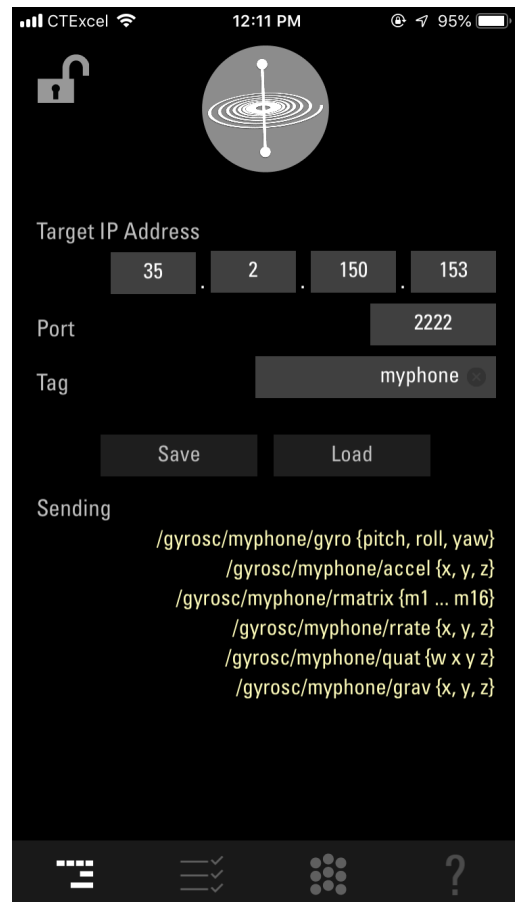 CTExcel 12:11 PM 95%
Target IP Address
35 . 2 . 150 . 153
Port 2222
Tag myphone
Save Load
Sending
/gyrosc/myphone/gyro {pitch, roll, yaw}
/gyrosc/myphone/accel {x, y, z}
/gyrosc/myphone/rmatrix {m1 ... m16}
/gyrosc/myphone/rrate {x, y, z}
/gyrosc/myphone/quat {w x y z}
/gyrosc/myphone/grav {x, y, z}
?